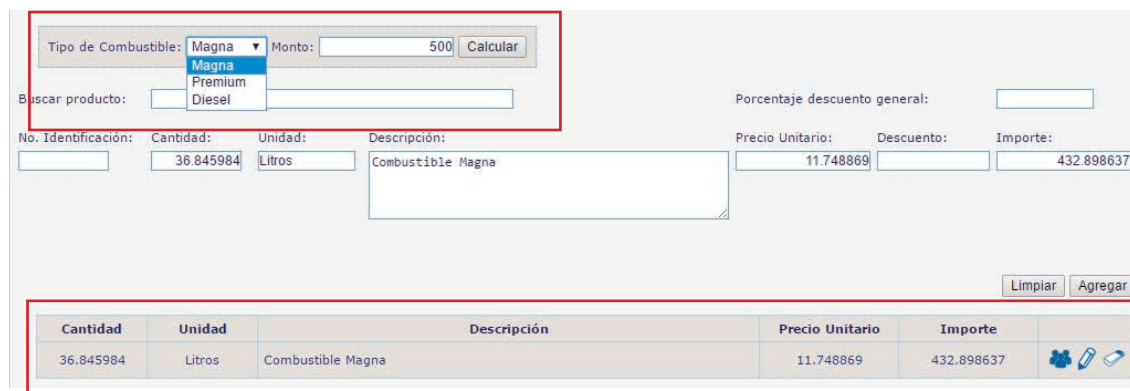 Tipo de Combustible: Magna Monto: 500 Calcular
Magna
Premium
Diesel
Buscar producto: Porcentaje descuento general:
No. Identificación: Cantidad: Unidad: Descripción: Precio Unitario: Descuento: Importe:
36.845984 Litros Combustible Magna 11.748869 432.898637
Limpiar Agregar
Cantidad Unidad Descripción Precio Unitario Importe
36.845984 Litros Combustible Magna 11.748869 432.898637